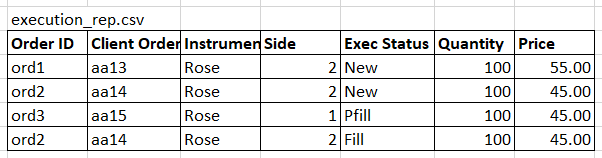 execution_rep.csv
Order ID Client Order Instrumen Side Exec Status Quantity Price
ord1 aa13 Rose 2 New 100 55.00
ord2 aa14 Rose 2 New 100 45.00
ord3 aa15 Rose 1 Pfill 100 45.00
ord2 aa14 Rose 2 Fill 100 45.00